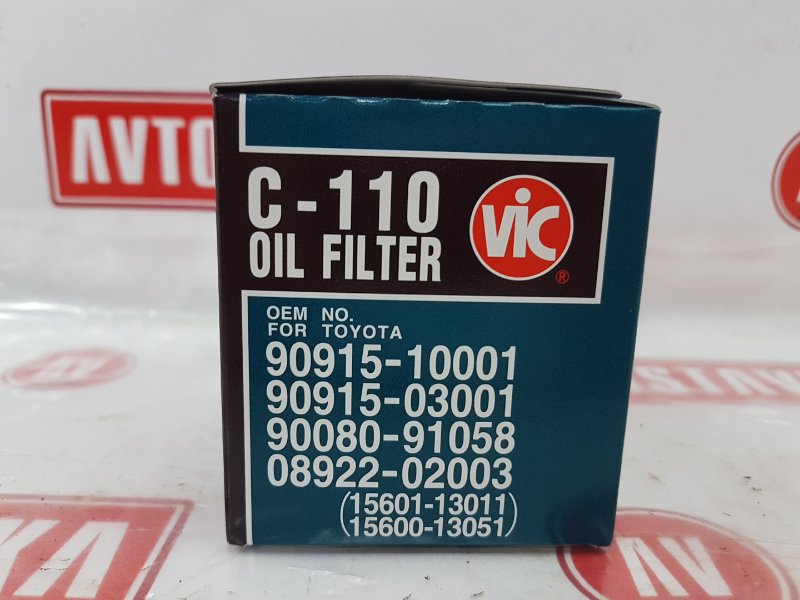 AVTO
C-110
OIL FILTER
VIC
®
OEM NO.
FOR TOYOTA
90915-10001
90915-03001
90080-91058
08922-02003
(15601-13011
15600-13051)